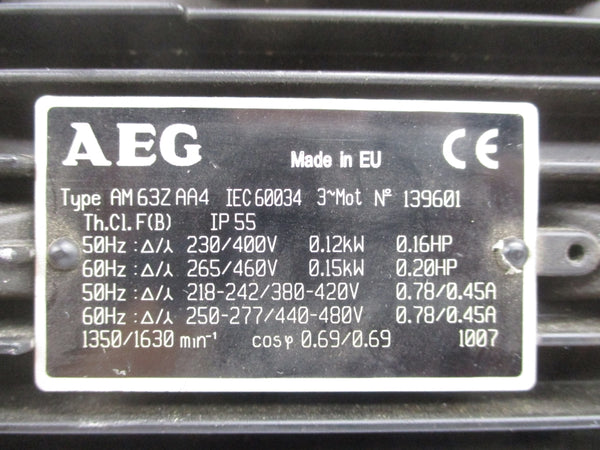 AEG Made in EU CE
Type AM 63Z AA4 IEC 60034 3~Mot Nº 139601
Th.Cl.F(B) IP 55
50Hz : Δ/⅄ 230/400V 0.12kW 0.16HP
60Hz : Δ/⅄ 265/460V 0.15kW 0.20HP
50Hz : Δ/⅄ 218-242/380-420V 0.78/0.45A
60Hz : Δ/⅄ 250-277/440-480V 0.78/0.45A
1350/1630 min⁻¹ cosφ 0.69/0.69 1007